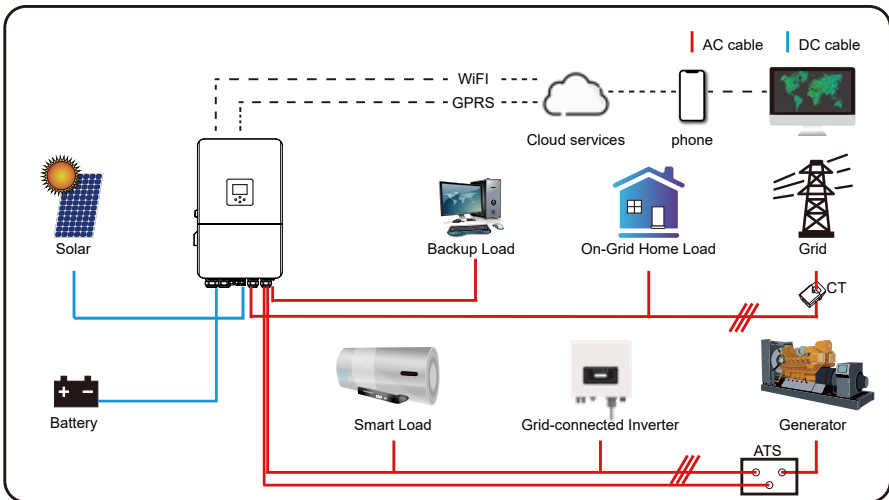 AC cable
DC cable
WiFI
GPRS
Cloud services
phone
Solar
Backup Load
On-Grid Home Load
Grid
CT
Battery
Smart Load
Grid-connected Inverter
Generator
ATS